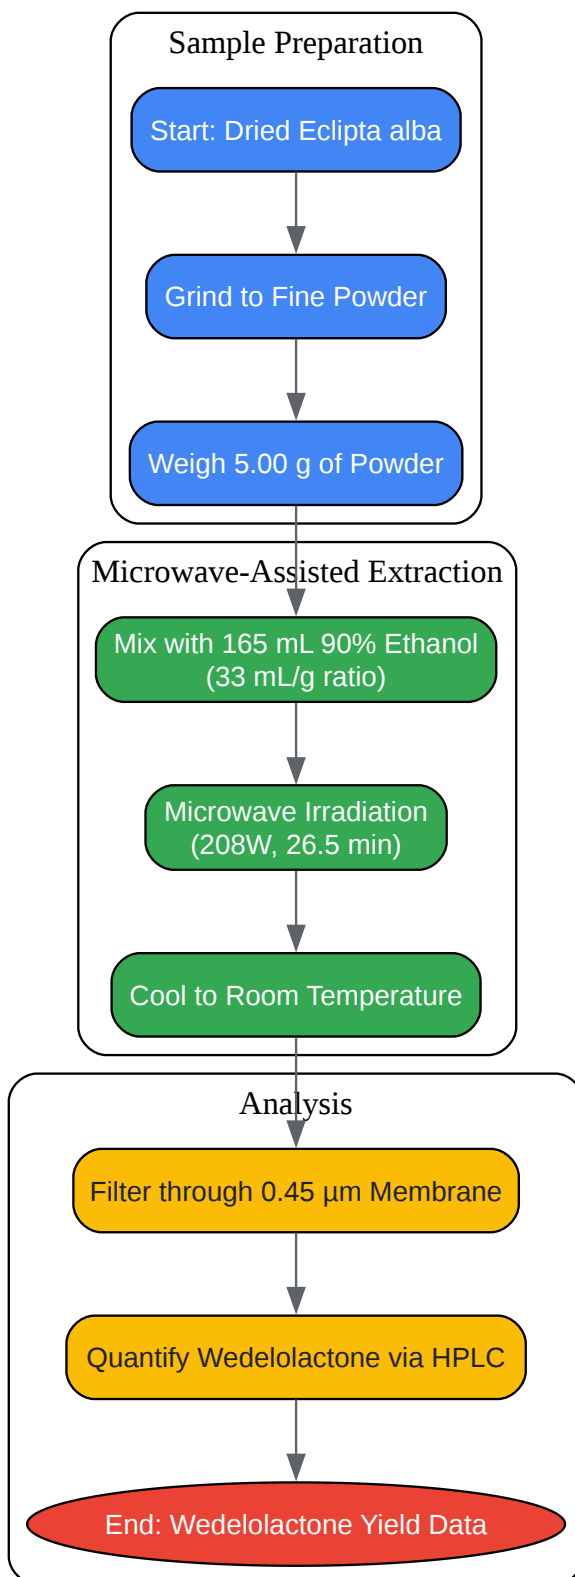 Sample Preparation
Start: Dried Eclipta alba
Grind to Fine Powder
Weigh 5.00 g of Powder
Microwave-Assisted Extraction
Mix with 165 mL 90% Ethanol
(33 mL/g ratio)
Microwave Irradiation
(208W, 26.5 min)
Cool to Room Temperature
Analysis
Filter through 0.45 µm Membrane
Quantify Wedelolactone via HPLC
End: Wedelolactone Yield Data